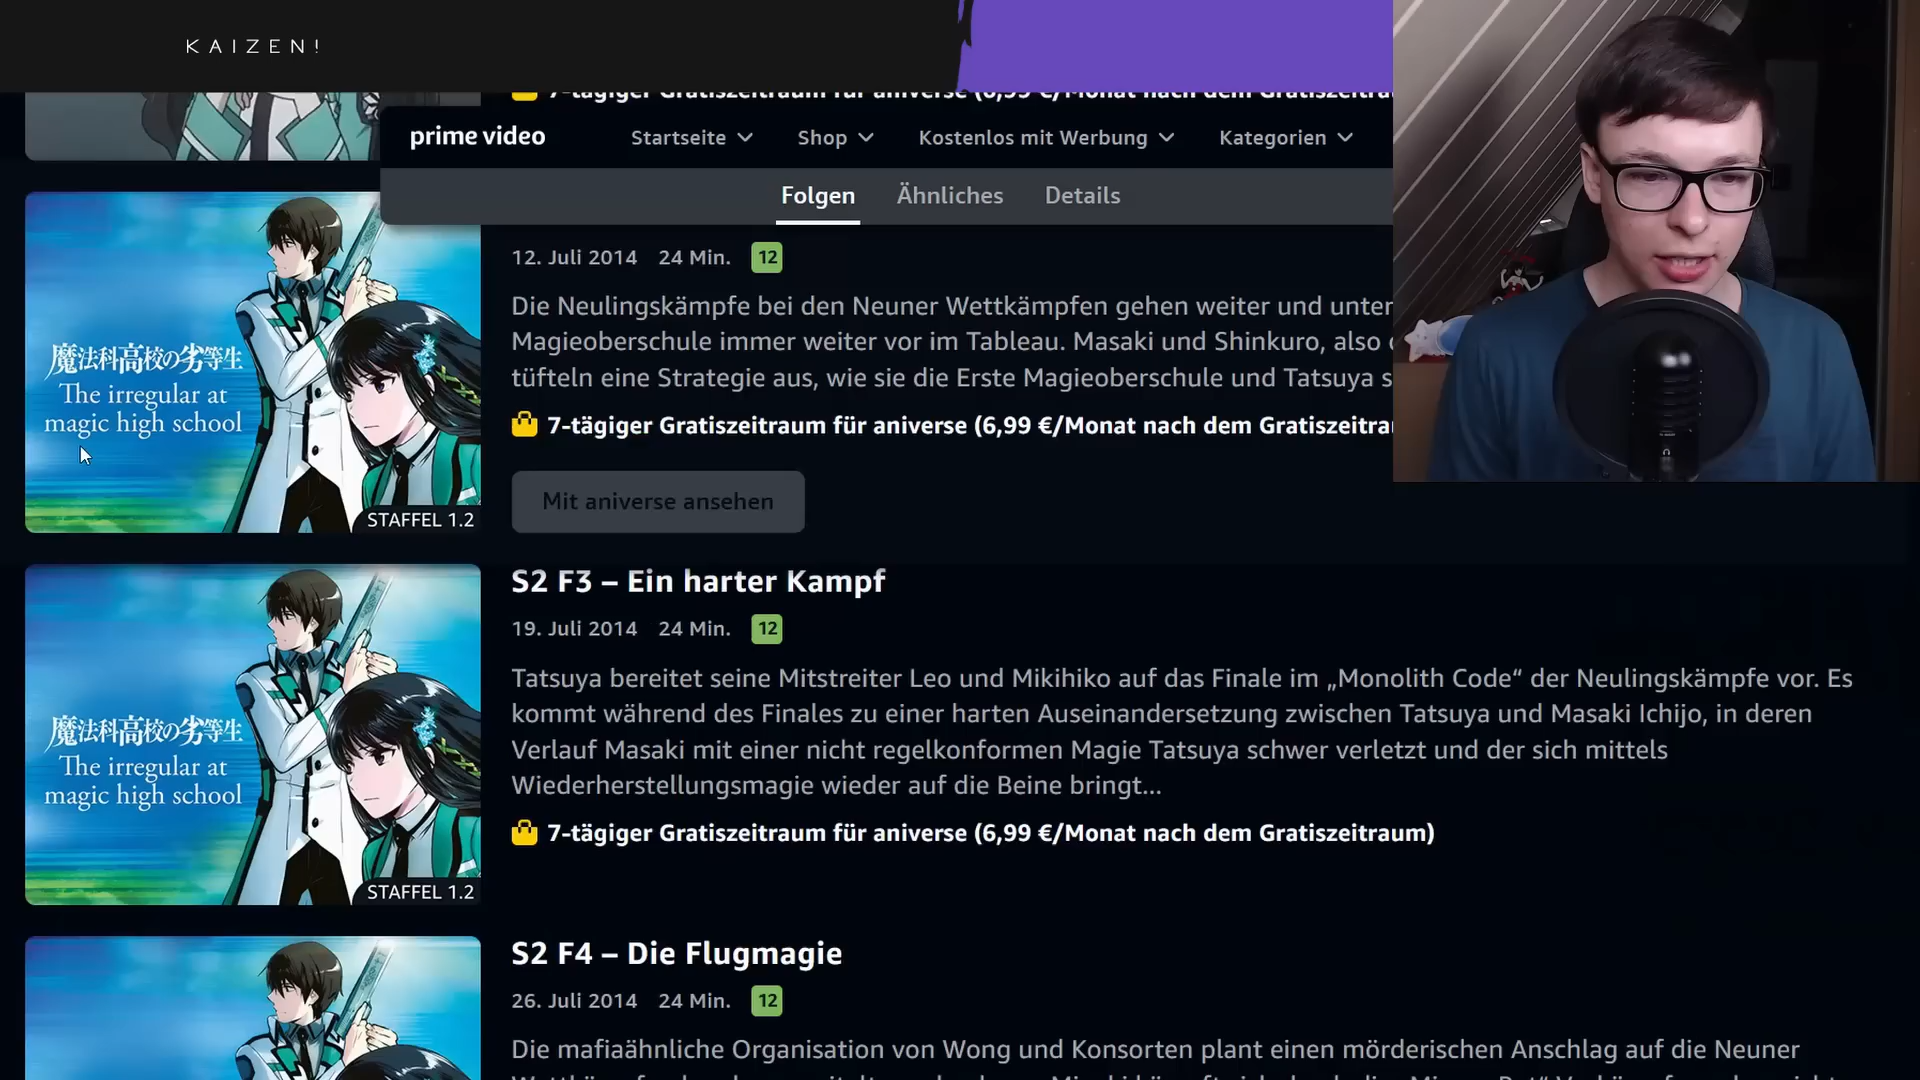 KAIZEN!
7-tägiger Gratiszeitraum für aniverse (6,99 €/Monat nach dem
prime video
Startseite
Shop
Kostenlos mit Werbung
Kategorien
Folgen
Ähnliches
Details
魔法科高校の劣等生
The irregular at
magic high school
STAFFEL 1.2
12. Juli 2014 24 Min. 12
Die Neulingskämpfe bei den Neuner Wettkämpfen gehen weiter und
Magieoberschule immer weiter vor im Tableau. Masaki und Shinkuro, also
tüfteln eine Strategie aus, wie sie die Erste Magieoberschule und Tatsuya
7-tägiger Gratiszeitraum für aniverse (6,99 €/Monat nach dem
Mit aniverse ansehen
魔法科高校の劣等生
The irregular at
magic high school
STAFFEL 1.2
S2 F3 – Ein harter Kampf
19. Juli 2014 24 Min. 12
Tatsuya bereitet seine Mitstreiter Leo und Mikihiko auf das Finale im „Monolith Code“ der Neulingskämpfe vor. Es
kommt während des Finales zu einer harten Auseinandersetzung zwischen Tatsuya und Masaki Ichijo, in deren
Verlauf Masaki mit einer nicht regelkonformen Magie Tatsuya schwer verletzt und der sich mittels
Wiederherstellungsmagie wieder auf die Beine bringt...
7-tägiger Gratiszeitraum für aniverse (6,99 €/Monat nach dem Gratiszeitraum)
S2 F4 – Die Flugmagie
26. Juli 2014 24 Min. 12
Die mafiaähnliche Organisation von Wong und Konsorten plant einen mörderischen Anschlag auf die Neuner